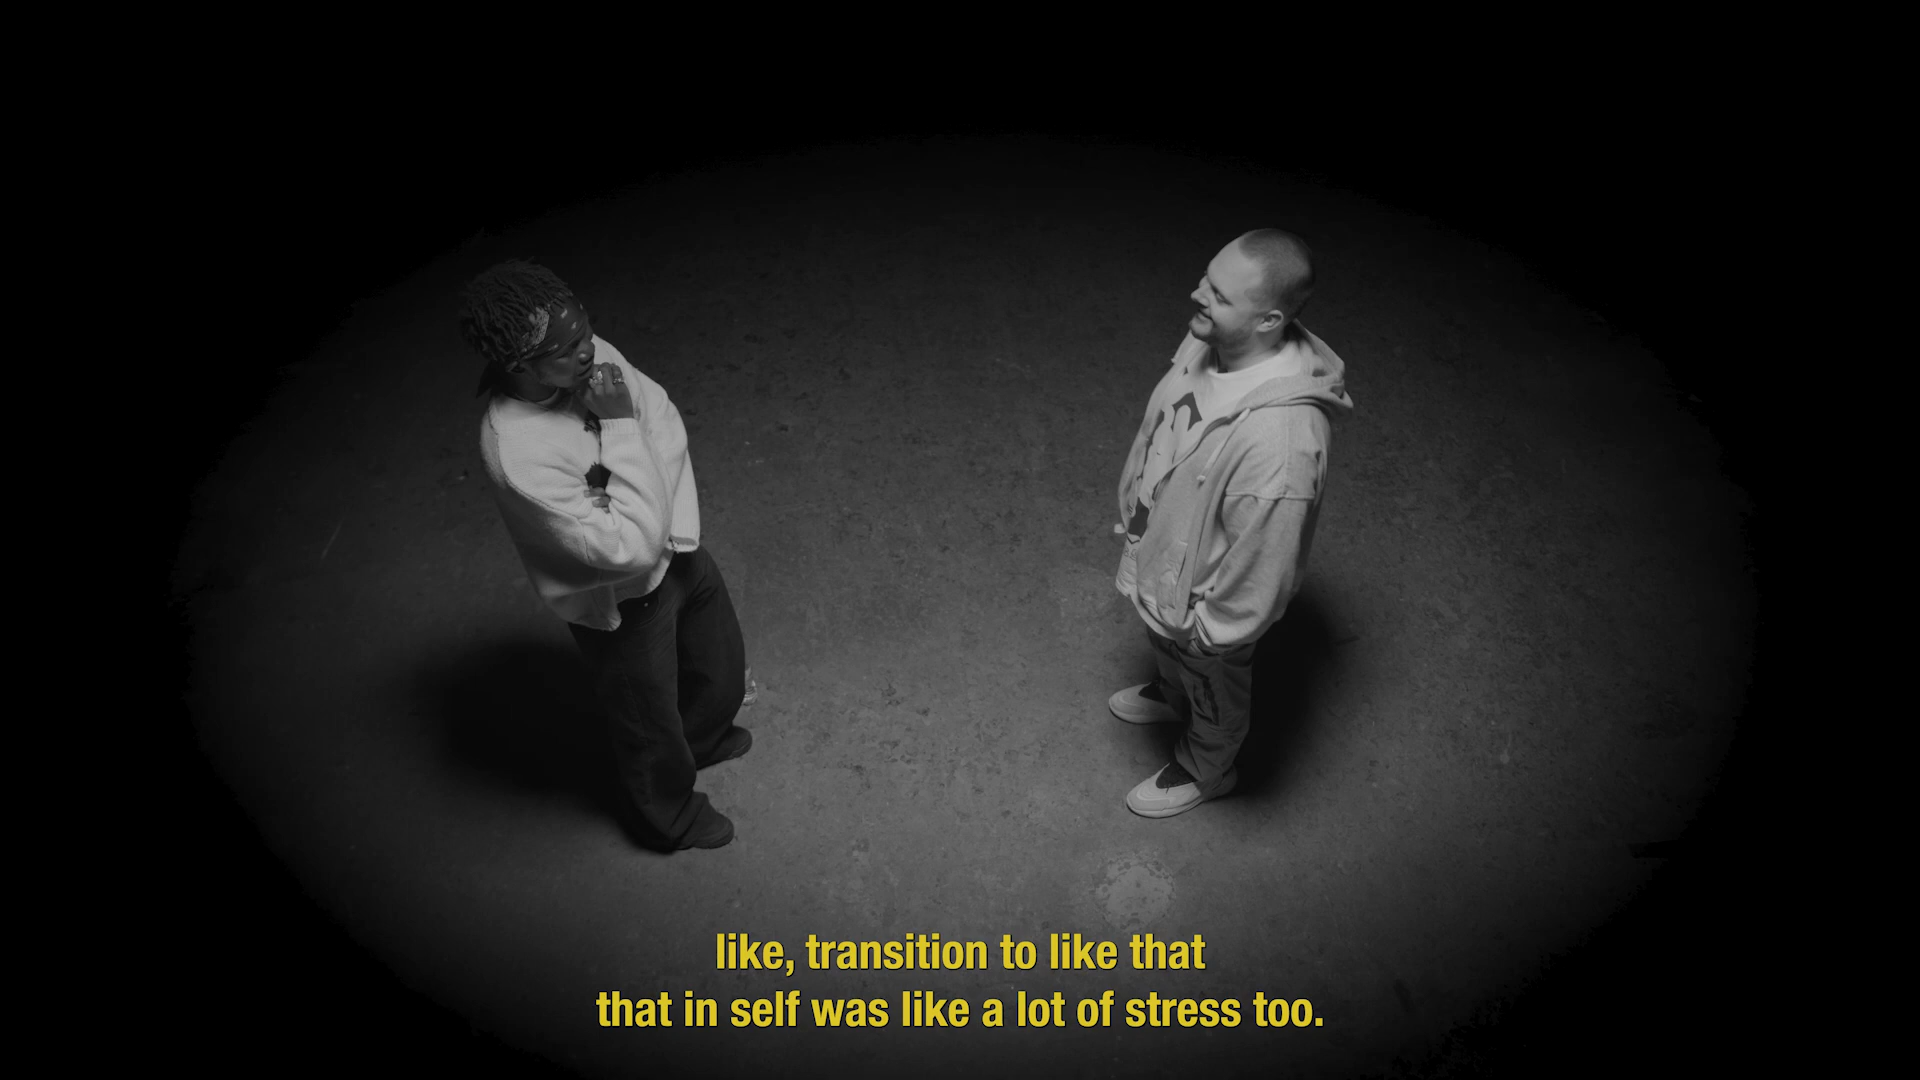 like, transition to like that
that in self was like a lot of stress too.